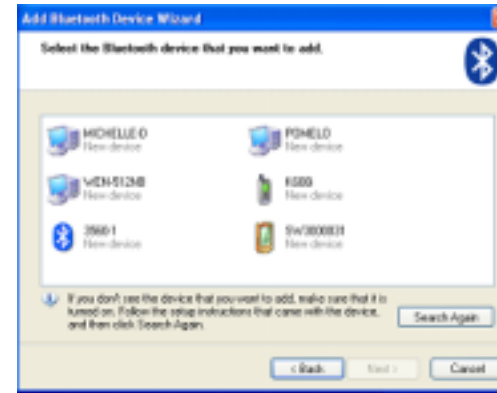 Add Bluetooth Device Wizard
Select the Bluetooth device that you want to add.
MICHELLE-D
New device
POMELO
New device
New device
New device
3560-1
New device
New device
If you don't see the device that you want to add, make sure that it is
turned on. Follow the setup instructions that came with the device,
and then click Search Again.
Search Again
< Back
Next >
Cancel